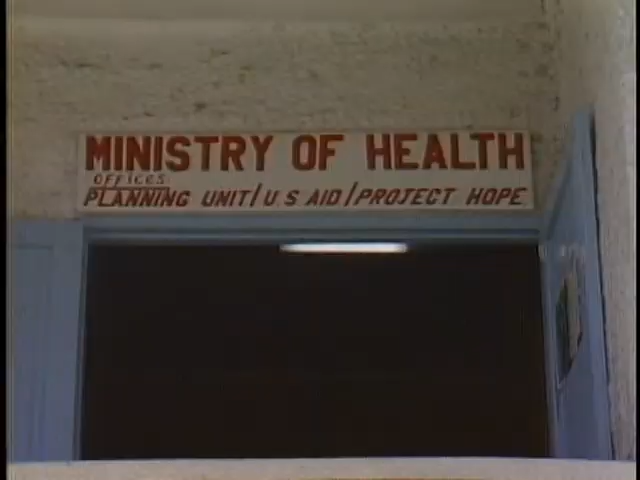 MINISTRY OF HEALTH
OFFICES:
PLANNING UNIT/U S AID/PROJECT HOPE